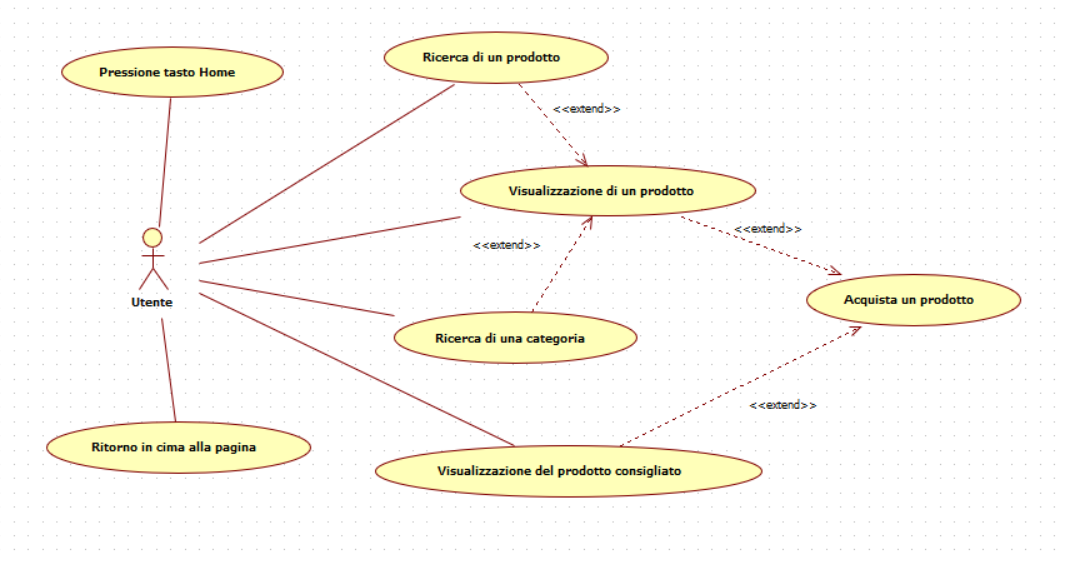 Ricerca di un prodotto
Pressione tasto Home
<<extend>>
Visualizzazione di un prodotto
<<extend>>
<<extend>>
Utente
Acquista un prodotto
Ricerca di una categoria
<<extend>>
Ritorno in cima alla pagina
Visualizzazione del prodotto consigliato